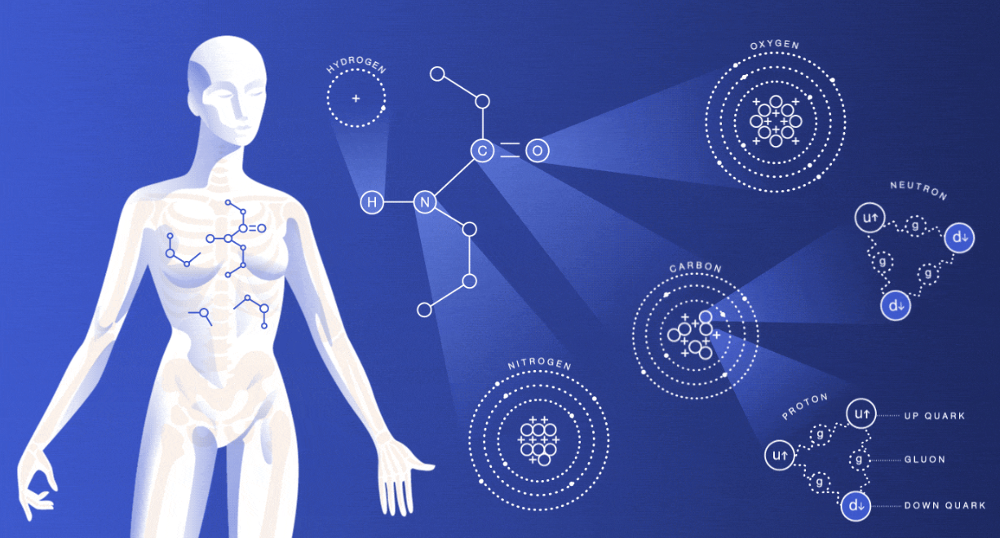 HYDROGEN
+
C
O
H
N
OXYGEN
NEUTRON
u↑
g
d↓
g
g
d↓
CARBON
NITROGEN
PROTON
u↑
UP QUARK
g
u↑
g
GLUON
g
d↓
DOWN QUARK